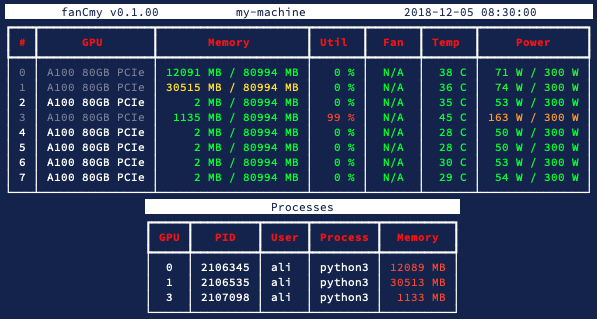 fanCmy v0.1.00 my-machine 2018-12-05 08:30:00
# GPU Memory Util Fan Temp Power
0 A100 80GB PCIe 12091 MB / 80994 MB 0 % N/A 38 C 71 W / 300 W
1 A100 80GB PCIe 30515 MB / 80994 MB 0 % N/A 36 C 74 W / 300 W
2 A100 80GB PCIe 2 MB / 80994 MB 0 % N/A 35 C 53 W / 300 W
3 A100 80GB PCIe 1135 MB / 80994 MB 99 % N/A 45 C 163 W / 300 W
4 A100 80GB PCIe 2 MB / 80994 MB 0 % N/A 28 C 50 W / 300 W
5 A100 80GB PCIe 2 MB / 80994 MB 0 % N/A 28 C 50 W / 300 W
6 A100 80GB PCIe 2 MB / 80994 MB 0 % N/A 30 C 53 W / 300 W
7 A100 80GB PCIe 2 MB / 80994 MB 0 % N/A 29 C 54 W / 300 W
Processes
GPU PID User Process Memory
0 2106345 ali python3 12089 MB
1 2106535 ali python3 30513 MB
3 2107098 ali python3 1133 MB